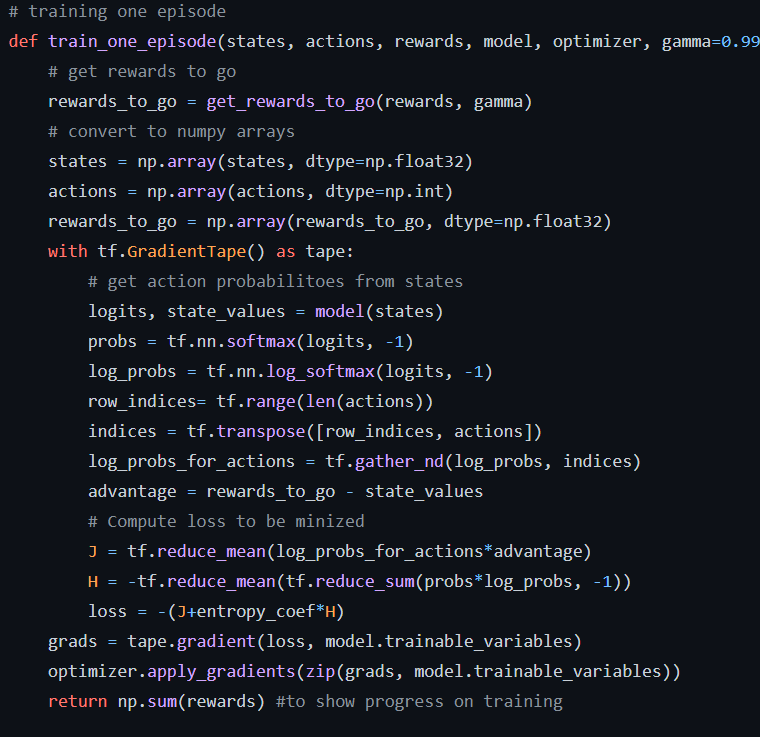 # training one episode
def train_one_episode(states, actions, rewards, model, optimizer, gamma=0.99
    # get rewards to go
    rewards_to_go = get_rewards_to_go(rewards, gamma)
    # convert to numpy arrays
    states = np.array(states, dtype=np.float32)
    actions = np.array(actions, dtype=np.int)
    rewards_to_go = np.array(rewards_to_go, dtype=np.float32)
    with tf.GradientTape() as tape:
        # get action probabilitoes from states
        logits, state_values = model(states)
        probs = tf.nn.softmax(logits, -1)
        log_probs = tf.nn.log_softmax(logits, -1)
        row_indices= tf.range(len(actions))
        indices = tf.transpose([row_indices, actions])
        log_probs_for_actions = tf.gather_nd(log_probs, indices)
        advantage = rewards_to_go - state_values
        # Compute loss to be minized
        J = tf.reduce_mean(log_probs_for_actions*advantage)
        H = -tf.reduce_mean(tf.reduce_sum(probs*log_probs, -1))
        loss = -(J+entropy_coef*H)
    grads = tape.gradient(loss, model.trainable_variables)
    optimizer.apply_gradients(zip(grads, model.trainable_variables))
    return np.sum(rewards) #to show progress on training